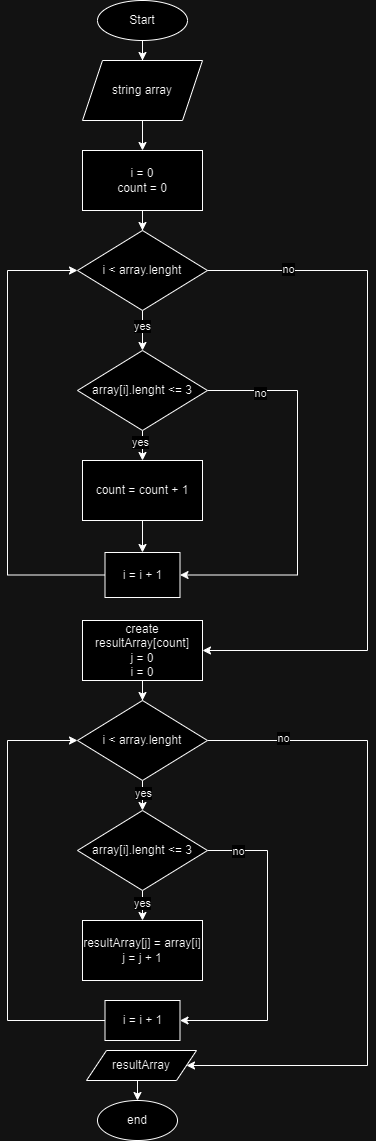 Start
string array
i = 0
count = 0
i < array.lenght
no
yes
array[i].lenght <= 3
no
yes
count = count + 1
i = i + 1
create
resultArray[count]
j = 0
i = 0
i < array.lenght
no
yes
array[i].lenght <= 3
no
yes
resultArray[j] = array[i]
j = j + 1
i = i + 1
resultArray
end